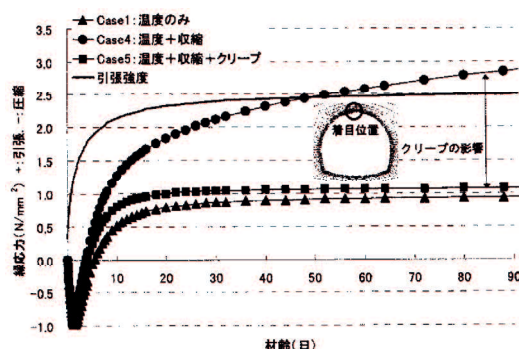 Case1:温度のみ
Case4:温度+収縮
Case5:温度+収縮+クリープ
引張強度
縁応力(N/mm²) +:引張、-:圧縮
3.5
3.0
2.5
2.0
1.5
1.0
0.5
0.0
-0.5
-1.0
着目位置
クリープの影響
10 20 30 40 50 60 70 80 90
材齢(日)